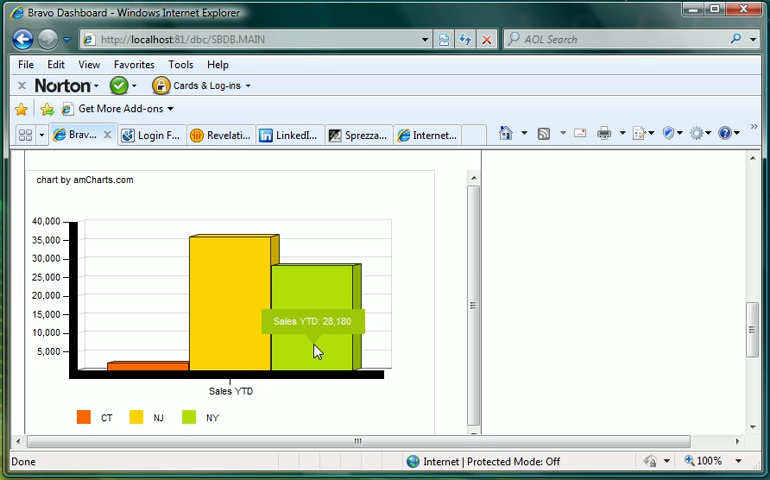 Bravo Dashboard - Windows Internet Explorer
http://localhost:81/dbc/SBDB.MAIN
AOL Search
File Edit View Favorites Tools Help
Norton Cards & Log-ins
Get More Add-ons
Brav... Login F... Revelati... LinkedI... Sprezza... Internet...
chart by amCharts.com
40,000
35,000
30,000
25,000
20,000
15,000
10,000
5,000
Sales YTD: 28,180
Sales YTD
CT NJ NY
Done Internet | Protected Mode: Off 100%